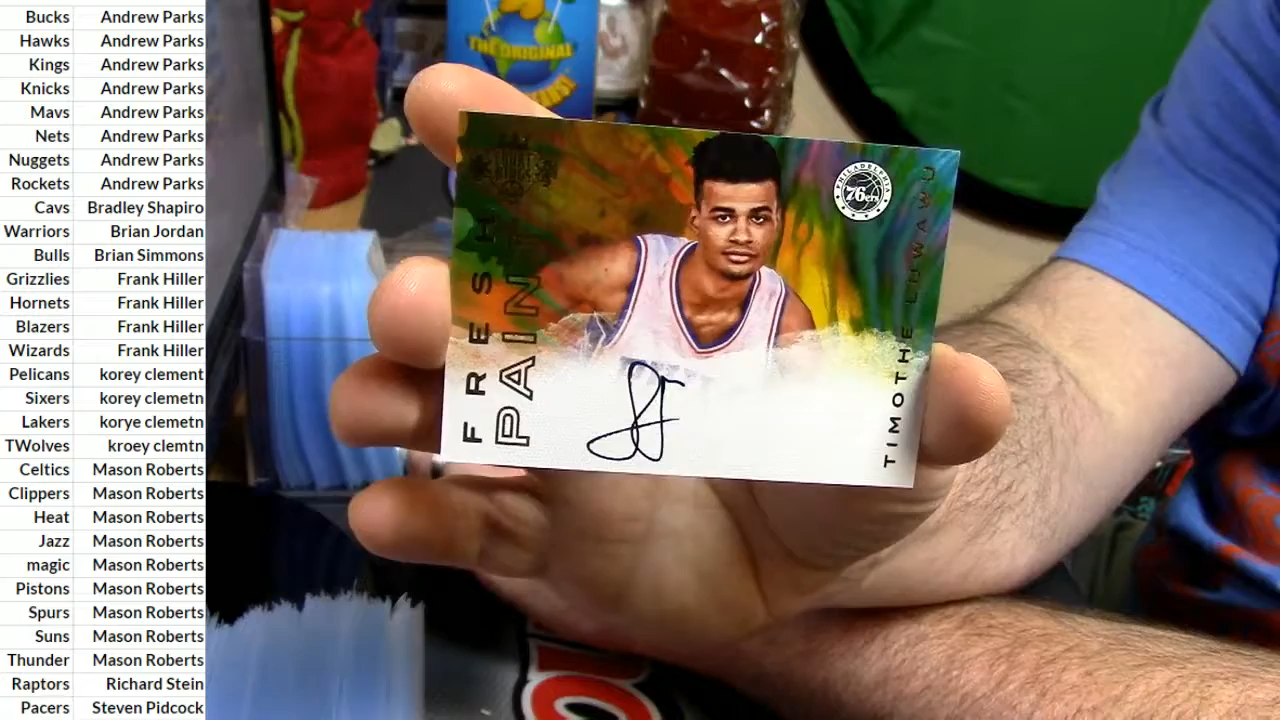 Bucks Andrew Parks
Hawks Andrew Parks
Kings Andrew Parks
Knicks Andrew Parks
Mavs Andrew Parks
Nets Andrew Parks
Nuggets Andrew Parks
Rockets Andrew Parks
Cavs Bradley Shapiro
Warriors Brian Jordan
Bulls Brian Simmons
Grizzlies Frank Hiller
Hornets Frank Hiller
Blazers Frank Hiller
Wizards Frank Hiller
Pelicans korey clement
Sixers korey clemetn
Lakers korye clemetn
TWolves kroey clemtn
Celtics Mason Roberts
Clippers Mason Roberts
Heat Mason Roberts
Jazz Mason Roberts
magic Mason Roberts
Pistons Mason Roberts
Spurs Mason Roberts
Suns Mason Roberts
Thunder Mason Roberts
Raptors Richard Stein
Pacers Steven Pidcock
THE ORIGINAL
FRESH
PAINT
PHILADELPHIA
76ers
TIMOTHE LUWAWU